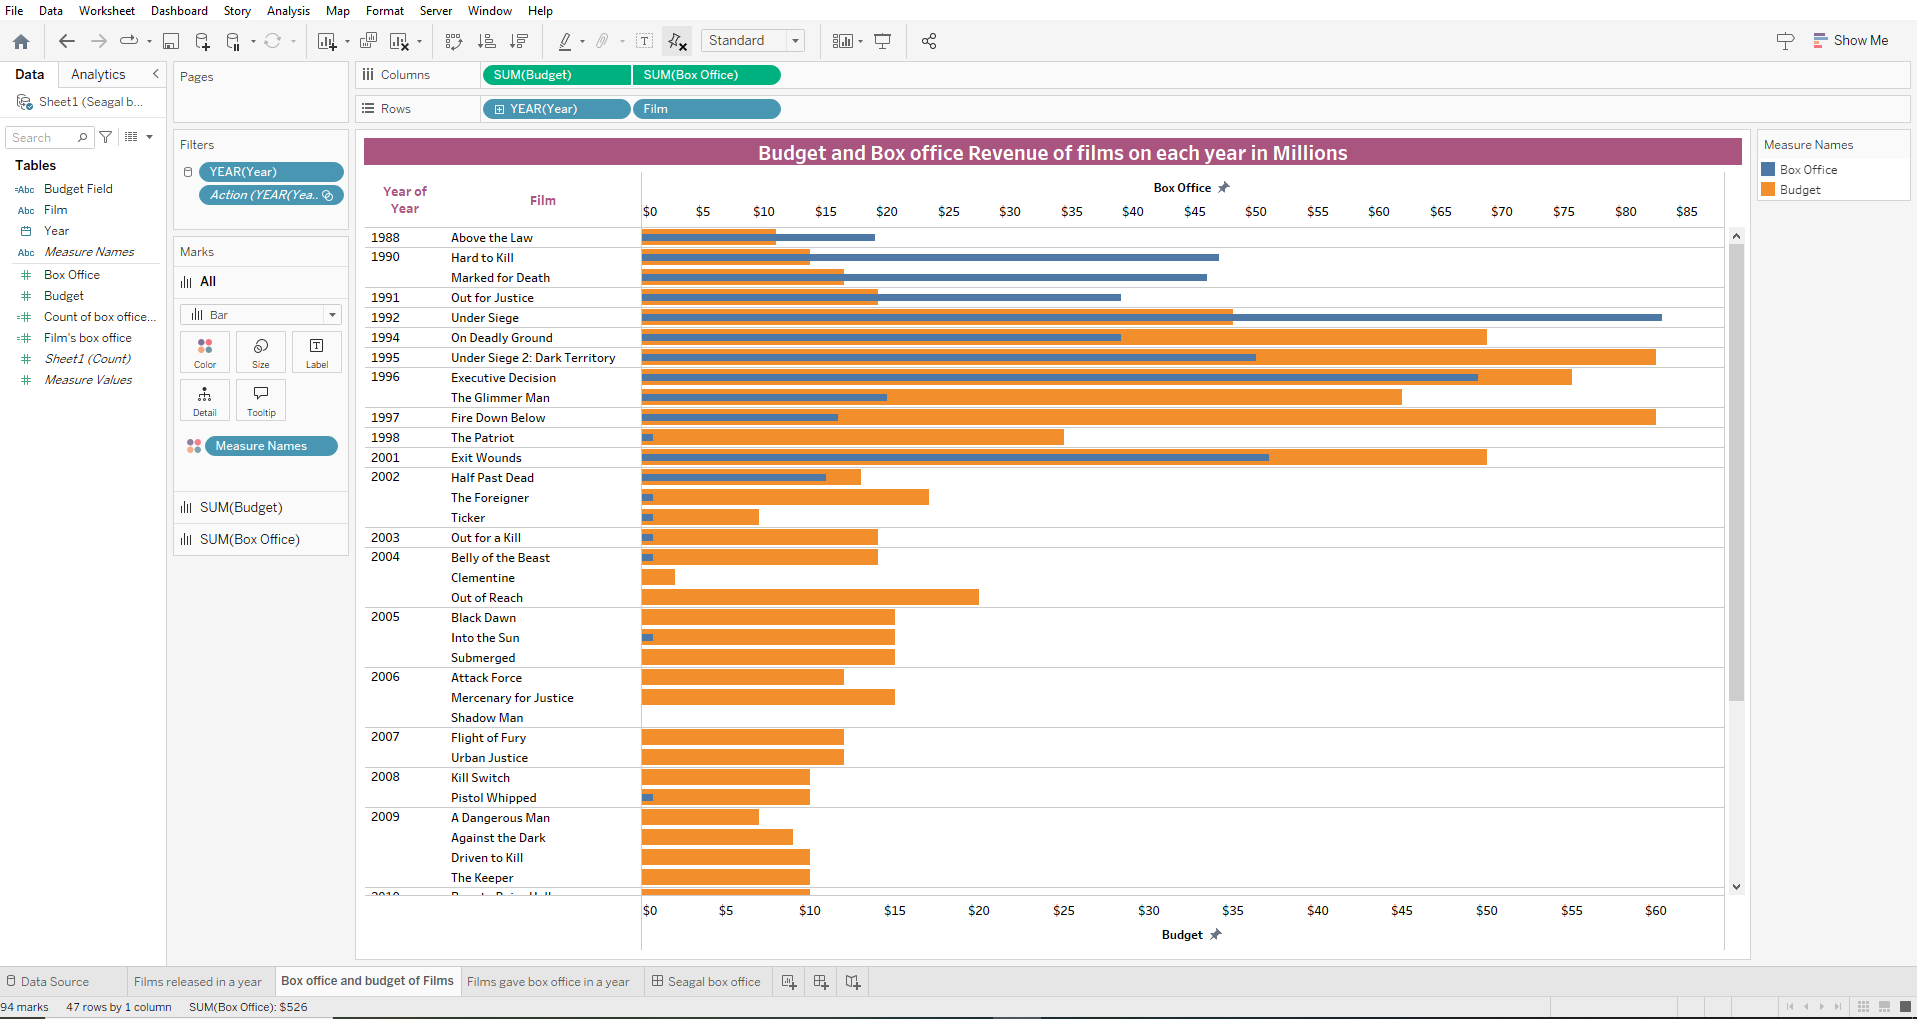 File Data Worksheet Dashboard Story Analysis Map Format Server Window Help
Standard
Show Me
Data Analytics
Sheet1 (Seagal b...
Search
Tables
Budget Field
Film
Year
Measure Names
Box Office
Budget
Count of box office...
Film's box office
Sheet1 (Count)
Measure Values
Pages
Filters
YEAR(Year)
Action (YEAR(Yea..
Marks
All
Bar
Color Size Label
Detail Tooltip
Measure Names
SUM(Budget)
SUM(Box Office)
Columns SUM(Budget) SUM(Box Office)
Rows YEAR(Year) Film
Budget and Box office Revenue of films on each year in Millions
Year of Year Film
Box Office
$0 $5 $10 $15 $20 $25 $30 $35 $40 $45 $50 $55 $60 $65 $70 $75 $80 $85
1988 Above the Law
1990 Hard to Kill
Marked for Death
1991 Out for Justice
1992 Under Siege
1994 On Deadly Ground
1995 Under Siege 2: Dark Territory
1996 Executive Decision
The Glimmer Man
1997 Fire Down Below
1998 The Patriot
2001 Exit Wounds
2002 Half Past Dead
The Foreigner
Ticker
2003 Out for a Kill
2004 Belly of the Beast
Clementine
Out of Reach
2005 Black Dawn
Into the Sun
Submerged
2006 Attack Force
Mercenary for Justice
Shadow Man
2007 Flight of Fury
Urban Justice
2008 Kill Switch
Pistol Whipped
2009 A Dangerous Man
Against the Dark
Driven to Kill
The Keeper
$0 $5 $10 $15 $20 $25 $30 $35 $40 $45 $50 $55 $60
Budget
Measure Names
Box Office
Budget
Data Source Films released in a year Box office and budget of Films Films gave box office in a year Seagal box office
94 marks 47 rows by 1 column SUM(Box Office): $526